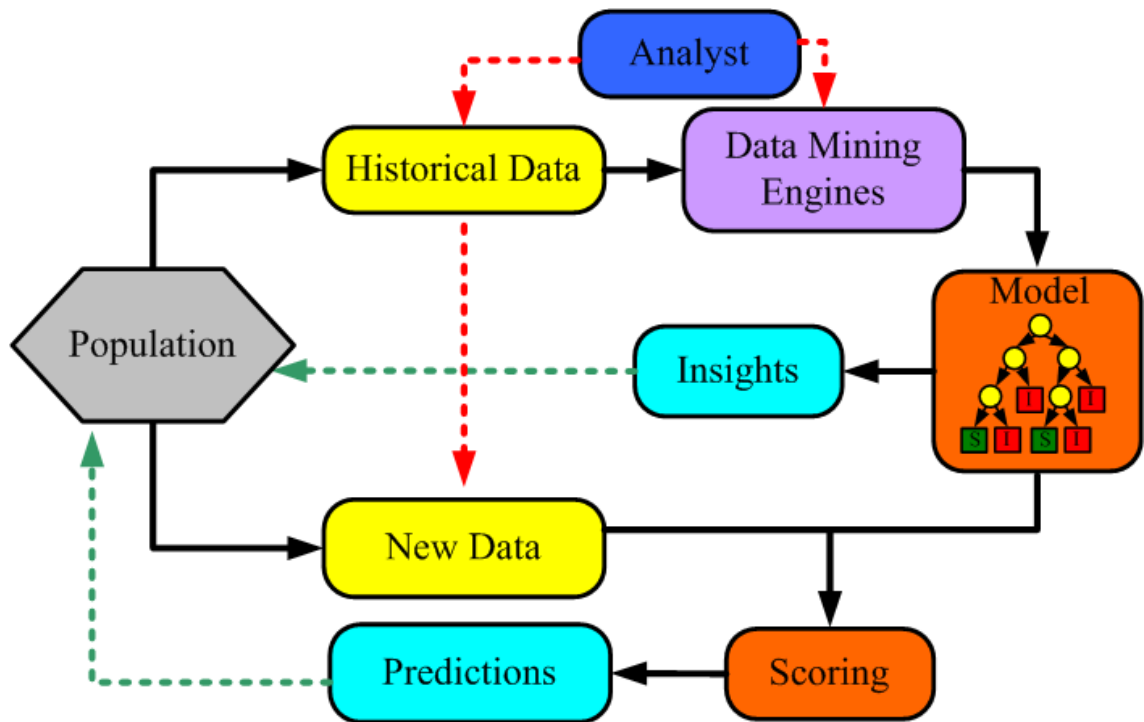 Analyst
Historical Data
Data Mining
Engines
Population
Insights
Model
I
I
S
I
S
I
New Data
Predictions
Scoring